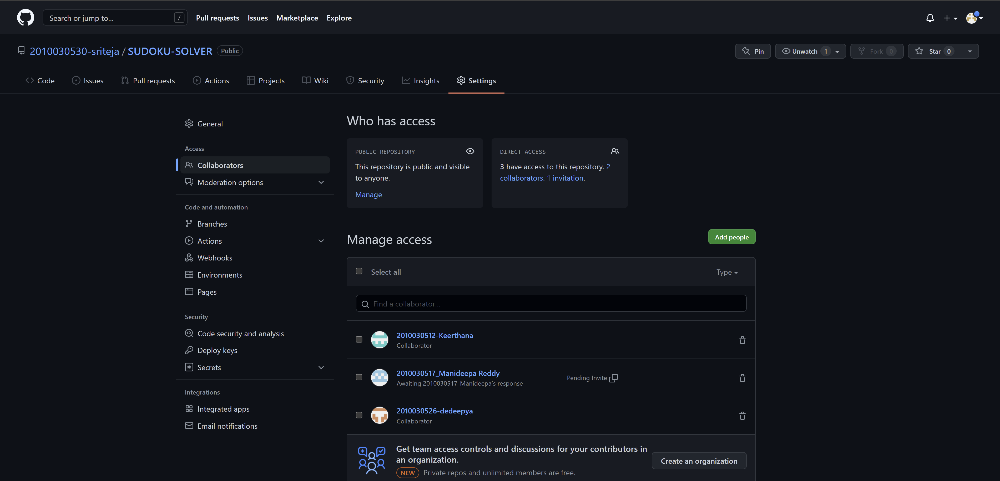 Search or jump to... /
Pull requests Issues Marketplace Explore
2010030530-sriteja / SUDOKU-SOLVER Public
Pin Unwatch 1 Fork 0 Star 0
Code Issues Pull requests Actions Projects Wiki Security Insights Settings
General
Access
Collaborators
Moderation options
Code and automation
Branches
Actions
Webhooks
Environments
Pages
Security
Code security and analysis
Deploy keys
Secrets
Integrations
Integrated apps
Email notifications
Who has access
PUBLIC REPOSITORY
This repository is public and visible
to anyone.
Manage
DIRECT ACCESS
3 have access to this repository. 2
collaborators. 1 invitation.
Manage access
Add people
Select all
Type
Find a collaborator...
2010030512-Keerthana
Collaborator
2010030517_Manideepa Reddy
Awaiting 2010030517-Manideepa’s response
Pending Invite
2010030526-dedeepya
Collaborator
Get team access controls and discussions for your contributors in
an organization.
NEW Private repos and unlimited members are free.
Create an organization